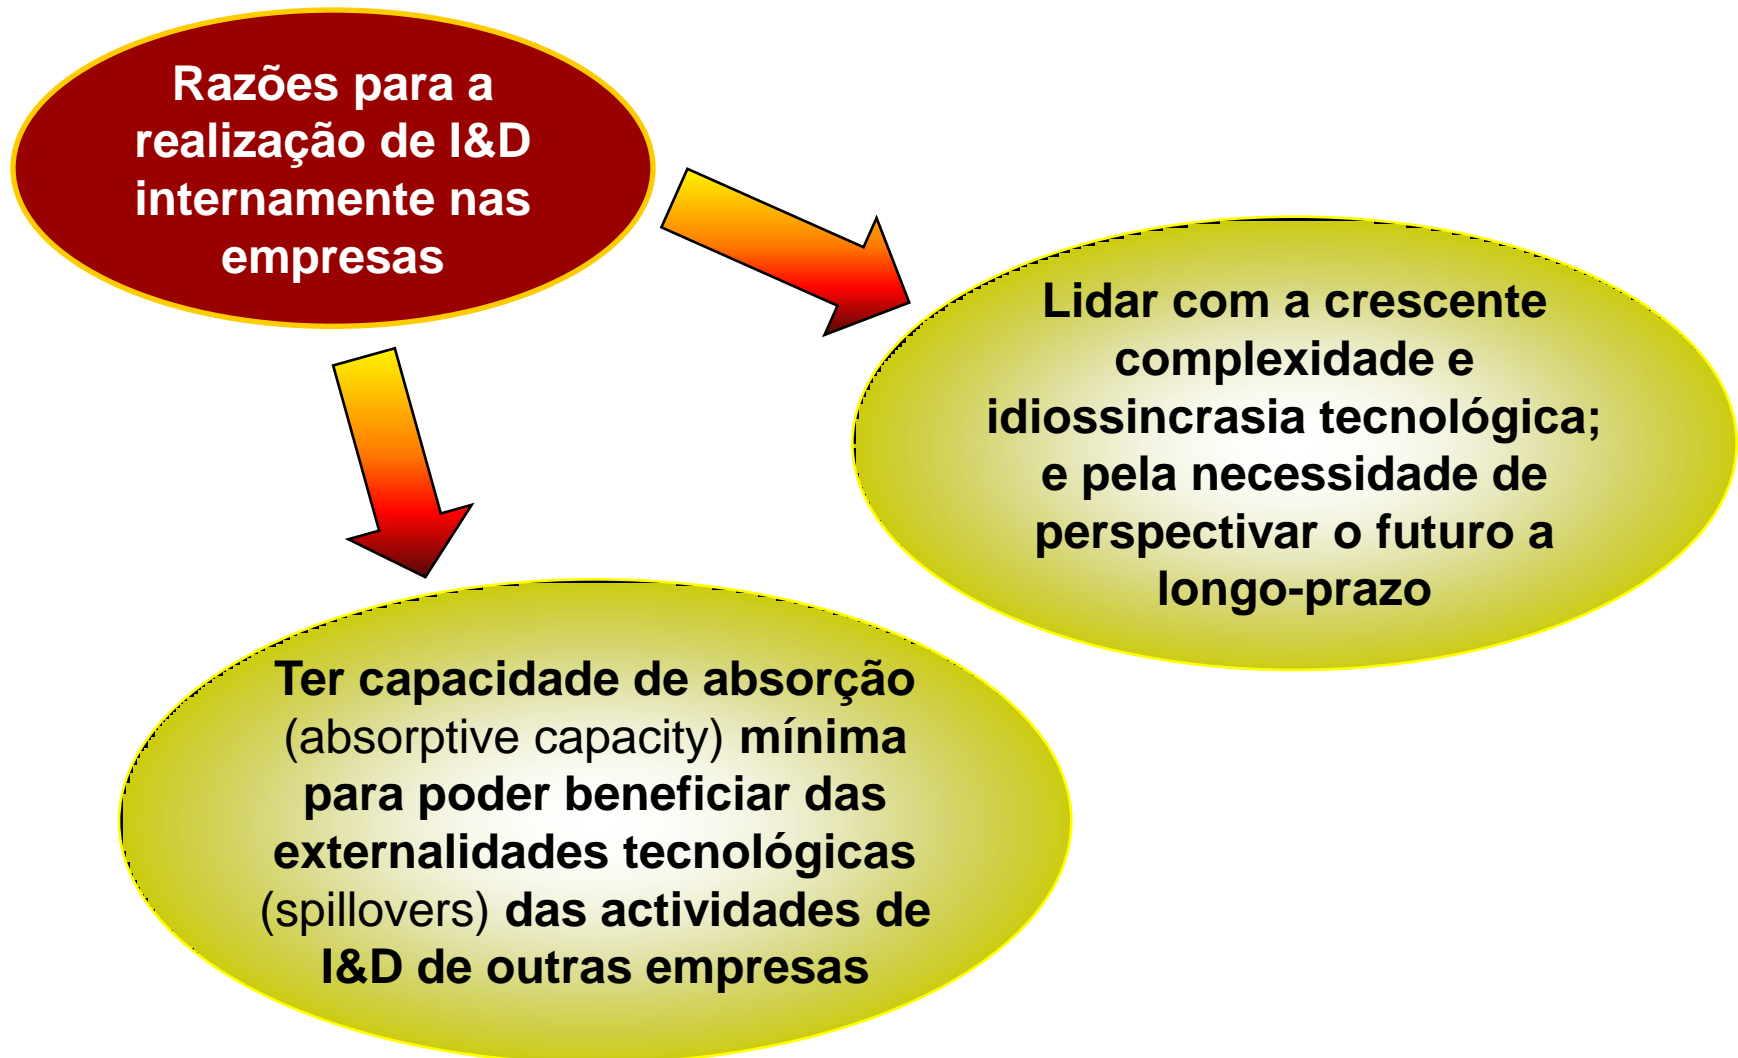 Razões para a
realização de I&D
internamente nas
empresas
Lidar com a crescente
complexidade e
idiossincrasia tecnológica;
e pela necessidade de
perspectivar o futuro a
longo-prazo
Ter capacidade de absorção
(absorptive capacity) mínima
para poder beneficiar das
externalidades tecnológicas
(spillovers) das actividades de
I&D de outras empresas